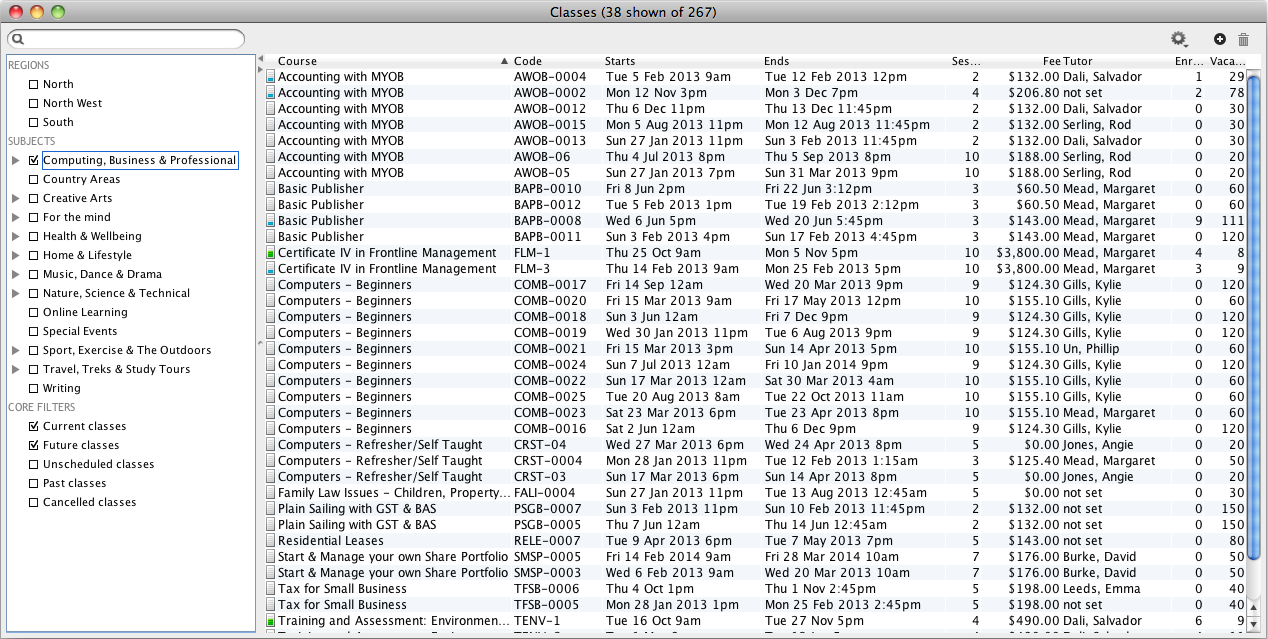 Classes (38 shown of 267)
REGIONS
North
North West
South
SUBJECTS
Computing, Business & Professional
Country Areas
Creative Arts
For the mind
Health & Wellbeing
Home & Lifestyle
Music, Dance & Drama
Nature, Science & Technical
Online Learning
Special Events
Sport, Exercise & The Outdoors
Travel, Treks & Study Tours
Writing
CORE FILTERS
Current classes
Future classes
Unscheduled classes
Past classes
Cancelled classes
Course Code Starts Ends Ses... Fee Tutor Enr... Vaca...
Accounting with MYOB AWOB-0004 Tue 5 Feb 2013 9am Tue 12 Feb 2013 12pm 2 $132.00 Dali, Salvador 1 29
Accounting with MYOB AWOB-0002 Mon 12 Nov 3pm Mon 3 Dec 7pm 4 $206.80 not set 2 78
Accounting with MYOB AWOB-0012 Thu 6 Dec 11pm Thu 13 Dec 11:45pm 2 $132.00 Dali, Salvador 0 30
Accounting with MYOB AWOB-0015 Mon 5 Aug 2013 11pm Mon 12 Aug 2013 11:45pm 2 $132.00 Serling, Rod 0 30
Accounting with MYOB AWOB-0013 Sun 27 Jan 2013 11pm Sun 3 Feb 2013 11:45pm 2 $132.00 Dali, Salvador 0 30
Accounting with MYOB AWOB-06 Thu 4 Jul 2013 8pm Thu 5 Sep 2013 8pm 10 $188.00 Serling, Rod 0 20
Accounting with MYOB AWOB-05 Sun 27 Jan 2013 7pm Sun 31 Mar 2013 9pm 10 $188.00 Serling, Rod 0 20
Basic Publisher BAPB-0010 Fri 8 Jun 2pm Fri 22 Jun 3:12pm 3 $60.50 Mead, Margaret 0 60
Basic Publisher BAPB-0012 Tue 5 Feb 2013 1pm Tue 19 Feb 2013 2:12pm 3 $60.50 Mead, Margaret 0 60
Basic Publisher BAPB-0008 Wed 6 Jun 5pm Wed 20 Jun 5:45pm 3 $143.00 Mead, Margaret 9 111
Basic Publisher BAPB-0011 Sun 3 Feb 2013 4pm Sun 17 Feb 2013 4:45pm 3 $143.00 Mead, Margaret 0 120
Certificate IV in Frontline Management FLM-1 Thu 25 Oct 9am Mon 5 Nov 5pm 10 $3,800.00 Mead, Margaret 4 8
Certificate IV in Frontline Management FLM-3 Thu 14 Feb 2013 9am Mon 25 Feb 2013 5pm 10 $3,800.00 Mead, Margaret 3 9
Computers - Beginners COMB-0017 Fri 14 Sep 12am Wed 20 Mar 2013 9pm 9 $124.30 Gills, Kylie 0 120
Computers - Beginners COMB-0020 Fri 15 Mar 2013 9am Fri 17 May 2013 12pm 10 $155.10 Gills, Kylie 0 60
Computers - Beginners COMB-0018 Sun 3 Jun 12am Fri 7 Dec 9pm 9 $124.30 Gills, Kylie 0 120
Computers - Beginners COMB-0019 Wed 30 Jan 2013 11pm Tue 6 Aug 2013 9pm 9 $124.30 Gills, Kylie 0 120
Computers - Beginners COMB-0021 Fri 15 Mar 2013 3pm Sun 14 Apr 2013 5pm 10 $155.10 Un, Phillip 0 60
Computers - Beginners COMB-0024 Sun 7 Jul 2013 12am Fri 10 Jan 2014 9pm 9 $124.30 Gills, Kylie 0 120
Computers - Beginners COMB-0022 Sun 17 Mar 2013 12am Sat 30 Mar 2013 4am 10 $155.10 Gills, Kylie 0 60
Computers - Beginners COMB-0025 Tue 20 Aug 2013 8am Tue 22 Oct 2013 11am 10 $155.10 Gills, Kylie 0 60
Computers - Beginners COMB-0023 Sat 23 Mar 2013 6pm Tue 23 Apr 2013 8pm 10 $155.10 Mead, Margaret 0 60
Computers - Beginners COMB-0016 Sat 2 Jun 12am Thu 6 Dec 9pm 9 $124.30 Mead, Margaret 0 120
Computers - Refresher/Self Taught CRST-04 Wed 27 Mar 2013 6pm Wed 24 Apr 2013 8pm 5 $0.00 Jones, Angie 0 20
Computers - Refresher/Self Taught CRST-0004 Mon 28 Jan 2013 11pm Tue 12 Feb 2013 1:15am 3 $125.40 Mead, Margaret 0 50
Computers - Refresher/Self Taught CRST-03 Sun 17 Mar 2013 6pm Sun 14 Apr 2013 8pm 5 $0.00 Jones, Angie 0 20
Family Law Issues - Children, Property... FALI-0004 Sun 27 Jan 2013 11pm Tue 13 Aug 2013 12:45am 5 $0.00 not set 0 30
Plain Sailing with GST & BAS PSGB-0007 Sun 3 Feb 2013 11pm Sun 10 Feb 2013 11:45pm 2 $132.00 not set 0 150
Plain Sailing with GST & BAS PSGB-0005 Thu 7 Jun 12am Thu 14 Jun 12:45am 2 $132.00 not set 0 150
Residential Leases RELE-0007 Tue 9 Apr 2013 6pm Tue 7 May 2013 7pm 5 $143.00 not set 0 80
Start & Manage your own Share Portfolio SMSP-0005 Fri 14 Feb 2014 9am Fri 28 Mar 2014 10am 7 $176.00 Burke, David 0 50
Start & Manage your own Share Portfolio SMSP-0003 Wed 6 Feb 2013 9am Wed 20 Mar 2013 10am 7 $176.00 Burke, David 0 50
Tax for Small Business TFSB-0006 Thu 4 Oct 1pm Thu 1 Nov 2:45pm 5 $198.00 Leeds, Emma 0 40
Tax for Small Business TFSB-0005 Mon 28 Jan 2013 1pm Mon 25 Feb 2013 2:45pm 5 $198.00 not set 0 40
Training and Assessment: Environmen... TENV-1 Tue 16 Oct 9am Wed 21 Nov 5pm 4 $490.00 Dali, Salvador 6 9